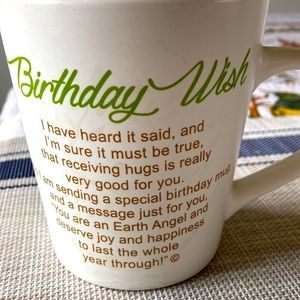 Birthday Wish
I have heard it said, and
I'm sure it must be true,
that receiving hugs is really
very good for you.
am sending a special birthday mug
and a message just for you.
You are an Earth Angel and
deserve joy and happiness
to last the whole
year through!"©